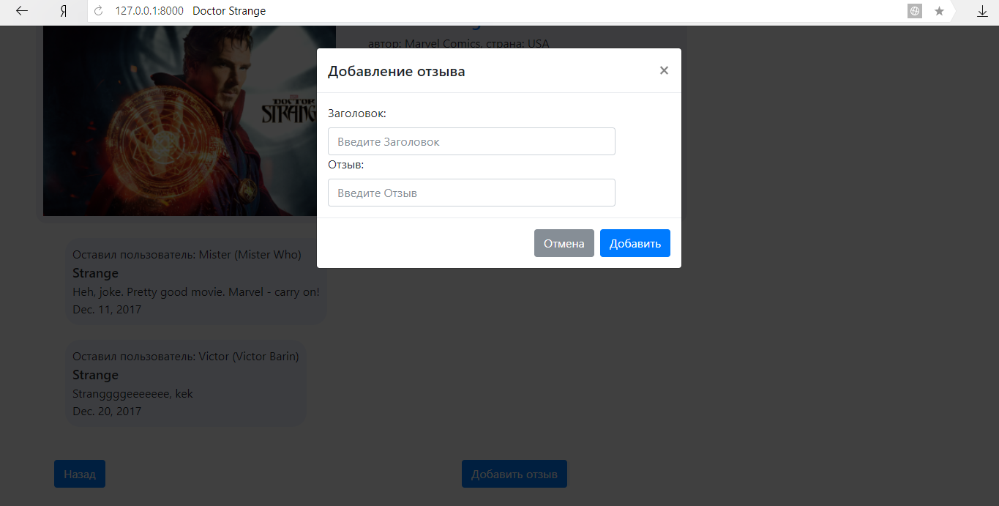 Я
127.0.0.1:8000 Doctor Strange
автор: Marvel Comics, страна: USA
DOCTOR
STRANGE
Добавление отзыва
×
Заголовок:
Введите Заголовок
Отзыв:
Введите Отзыв
Отмена Добавить
Оставил пользователь: Mister (Mister Who)
Strange
Heh, joke. Pretty good movie. Marvel - carry on!
Dec. 11, 2017
Оставил пользователь: Victor (Victor Barin)
Strange
Stranggggeeeeeee, kek
Dec. 20, 2017
Назад Добавить отзыв